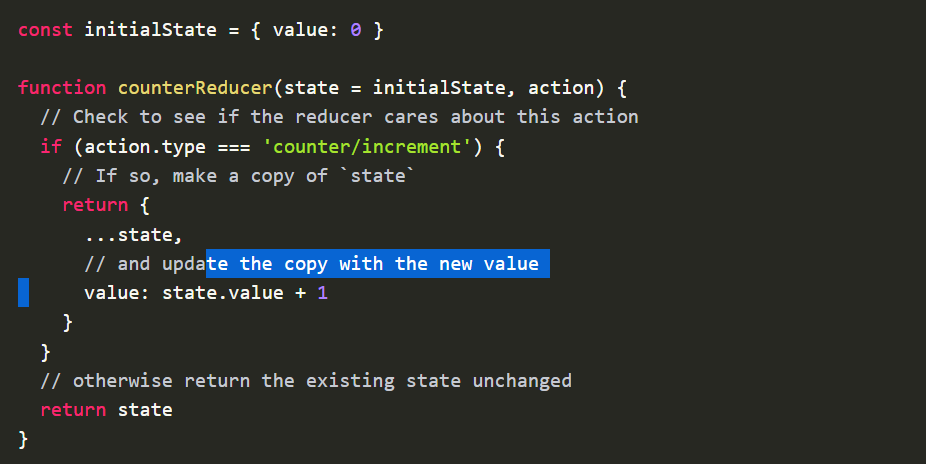 const initialState = { value: 0 }
function counterReducer(state = initialState, action) {
  // Check to see if the reducer cares about this action
  if (action.type === 'counter/increment') {
    // If so, make a copy of `state`
    return {
      ...state,
      // and update the copy with the new value
      value: state.value + 1
    }
  }
  // otherwise return the existing state unchanged
  return state
}